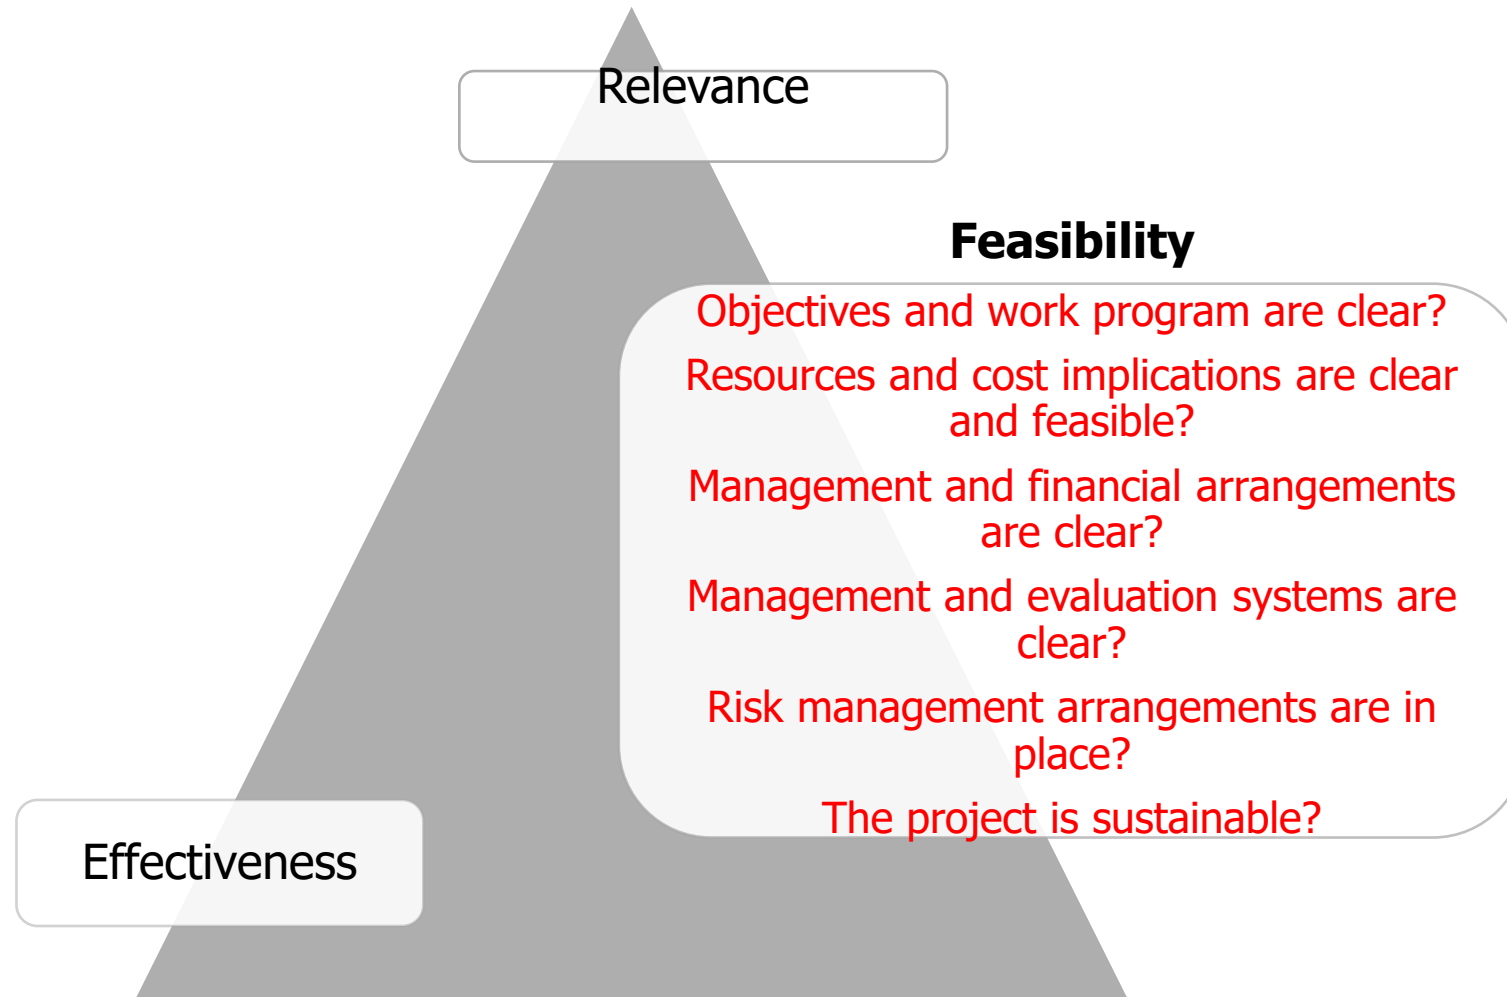 Relevance
Feasibility
Objectives and work program are clear?
Resources and cost implications are clear
and feasible?
Management and financial arrangements
are clear?
Management and evaluation systems are
clear?
Risk management arrangements are in
place?
The project is sustainable?
Effectiveness